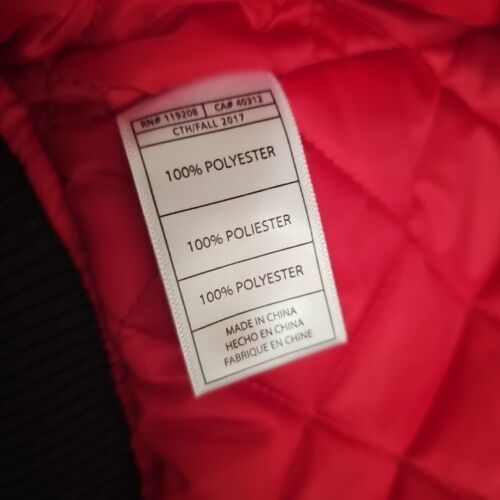 RN# 119208 CA# 40312
CTH/FALL 2017
100% POLYESTER
100% POLIESTER
100% POLYESTER
MADE IN CHINA
HECHO EN CHINA
FABRIQUE EN CHINE